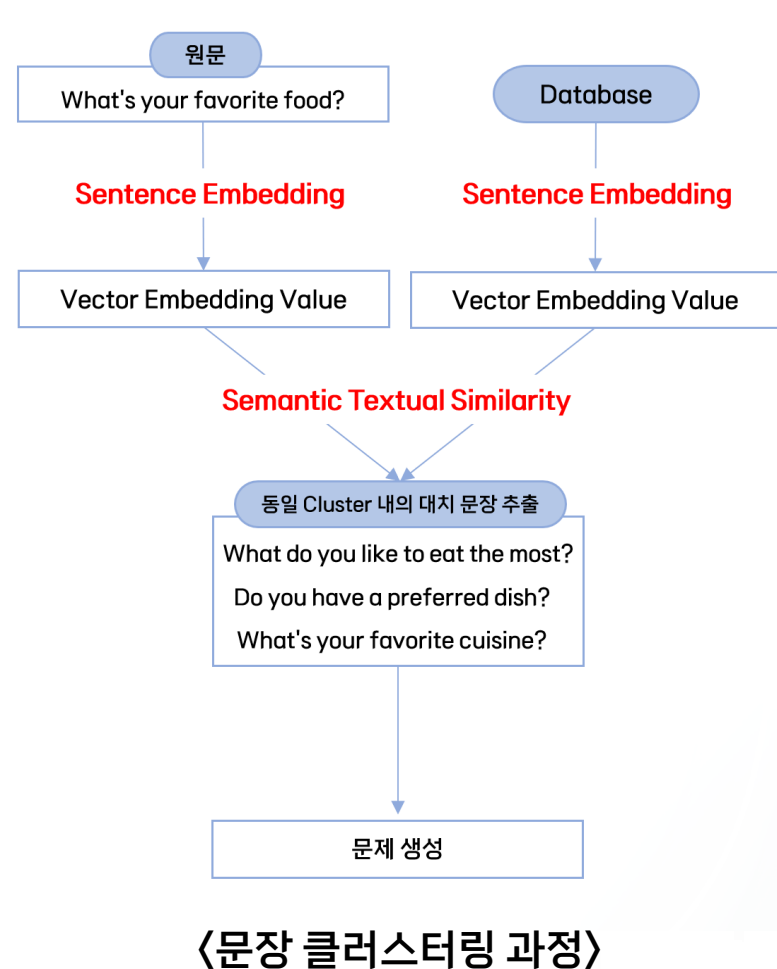 원문
What's your favorite food?
Database
Sentence Embedding
Sentence Embedding
Vector Embedding Value
Vector Embedding Value
Semantic Textual Similarity
동일 Cluster 내의 대치 문장 추출
What do you like to eat the most?
Do you have a preferred dish?
What's your favorite cuisine?
문제 생성
〈문장 클러스터링 과정〉